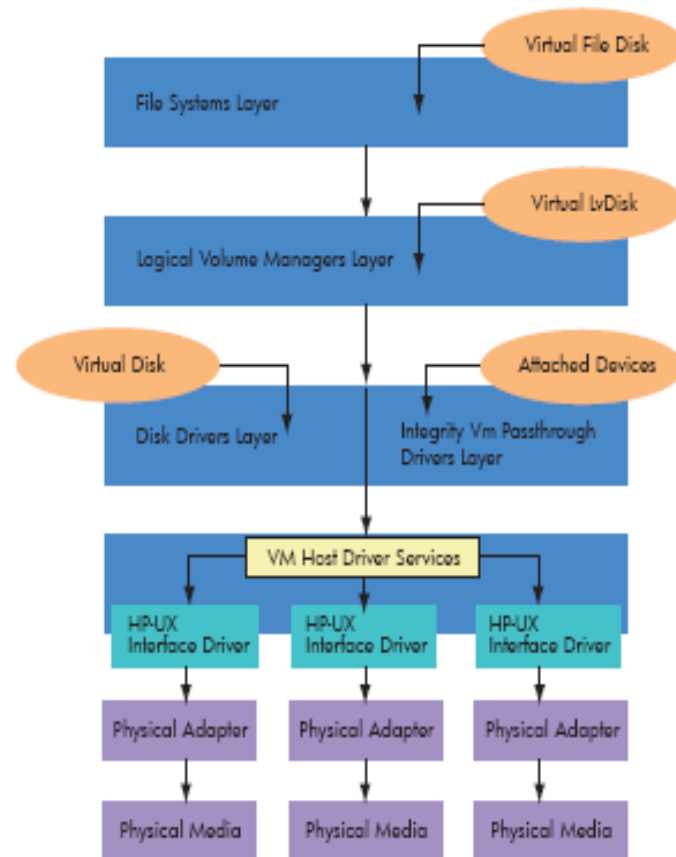 Virtual File Disk
File Systems Layer
Virtual LvDisk
Logical Volume Managers Layer
Virtual Disk
Attached Devices
Disk Drivers Layer
Integrity Vm Passthrough
Drivers Layer
VM Host Driver Services
HP-UX
Interface Driver
HP-UX
Interface Driver
HP-UX
Interface Driver
Physical Adapter
Physical Adapter
Physical Adapter
Physical Media
Physical Media
Physical Media